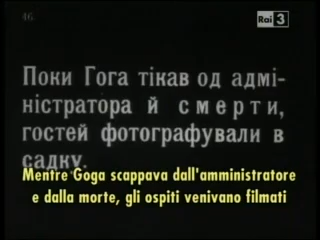 46
Rai 3
Поки Гога тікав од адмі-
ністратора й смерти,
гостей фотографували в
садку.
Mentre Goga scappava dall'amministratore
e dalla morte, gli ospiti venivano filmati